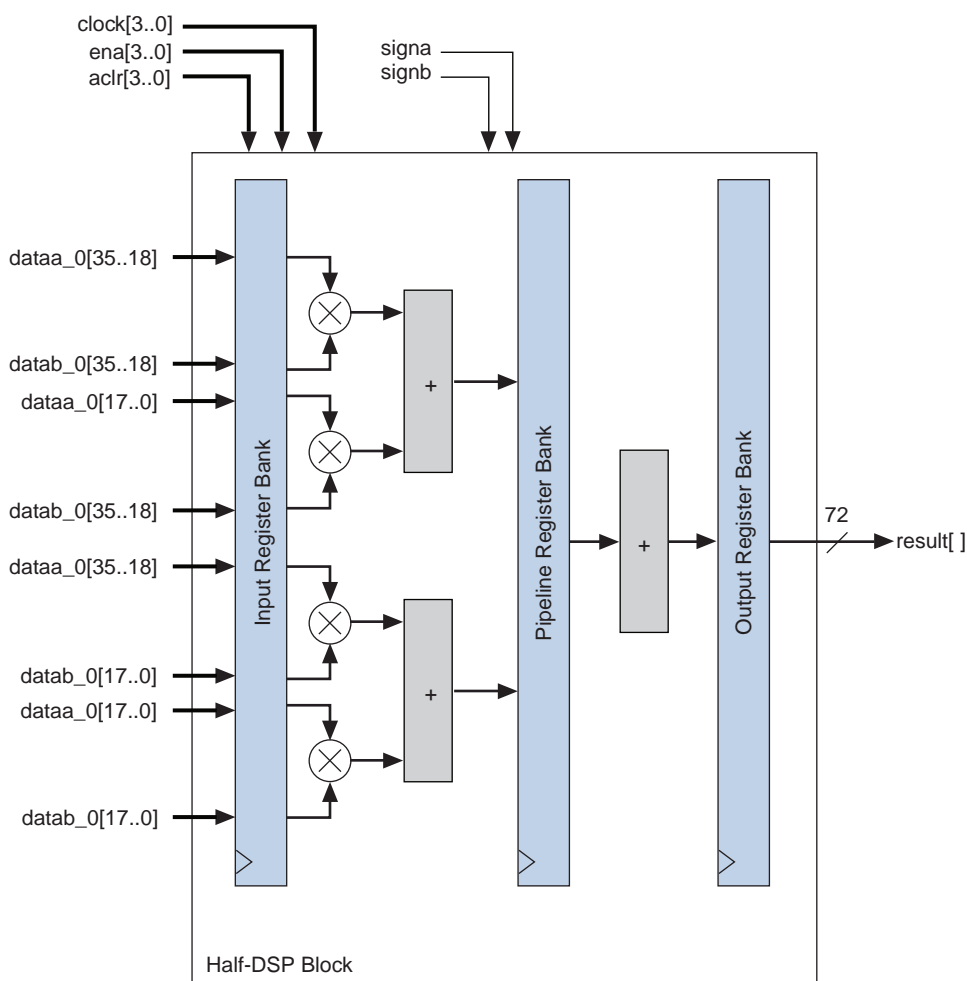 clock[3..0]
ena[3..0]
aclr[3..0]
signa
signb
dataa_0[35..18]
datab_0[35..18]
dataa_0[17..0]
datab_0[35..18]
dataa_0[35..18]
datab_0[17..0]
dataa_0[17..0]
datab_0[17..0]
Input Register Bank
+
+
Pipeline Register Bank
+
Output Register Bank
72
result[ ]
Half-DSP Block